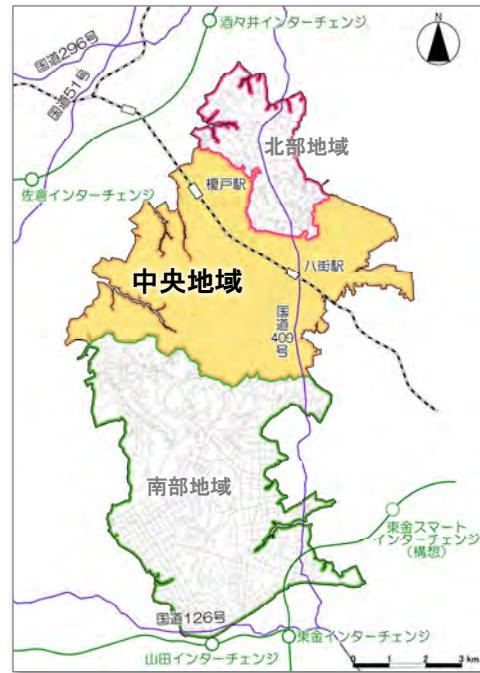 酒々井インターチェンジ
N
国道296号
国道51号
北部地域
榎戸駅
佐倉インターチェンジ
八街駅
中央地域
国道
409
号
南部地域
東金スマート
インターチェンジ
(構想)
国道126号
東金インターチェンジ
山田インターチェンジ
0 1 2 3 km